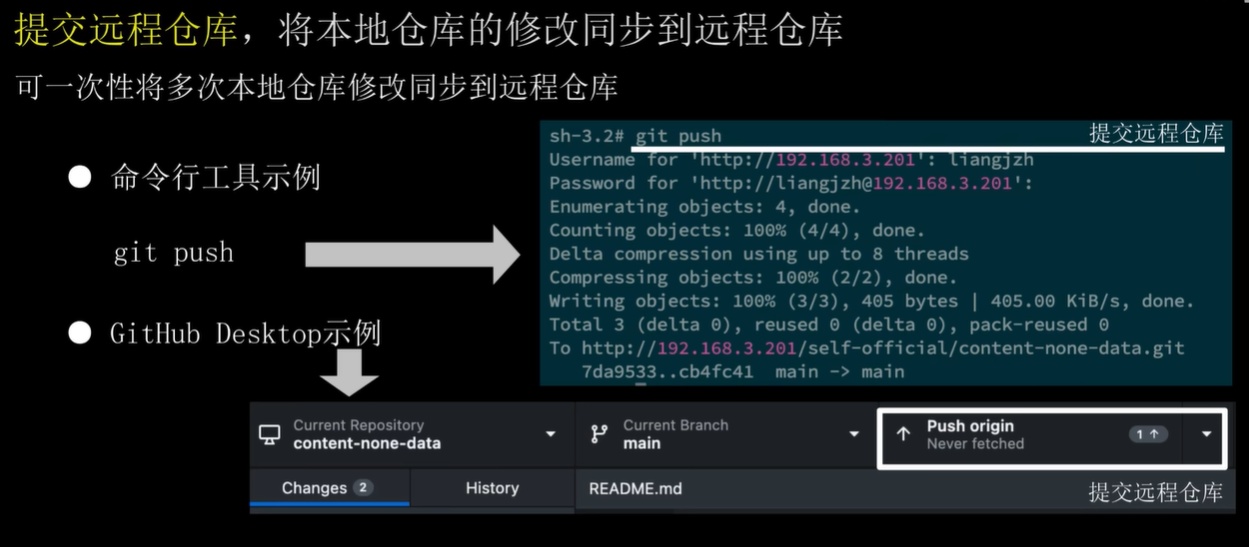 提交远程仓库，将本地仓库的修改同步到远程仓库
可一次性将多次本地仓库修改同步到远程仓库
命令行工具示例
git push
GitHub Desktop示例
sh-3.2# git push
提交远程仓库
Username for 'http://192.168.3.201': liangjzh
Password for 'http://liangjzh@192.168.3.201':
Enumerating objects: 4, done.
Counting objects: 100% (4/4), done.
Delta compression using up to 8 threads
Compressing objects: 100% (2/2), done.
Writing objects: 100% (3/3), 405 bytes | 405.00 KiB/s, done.
Total 3 (delta 0), reused 0 (delta 0), pack-reused 0
To http://192.168.3.201/self-official/content-none-data.git
7da9533..cb4fc41  main -> main
Current Repository
content-none-data
Current Branch
main
Push origin
Never fetched
1↑
Changes 2
History
README.md
提交远程仓库